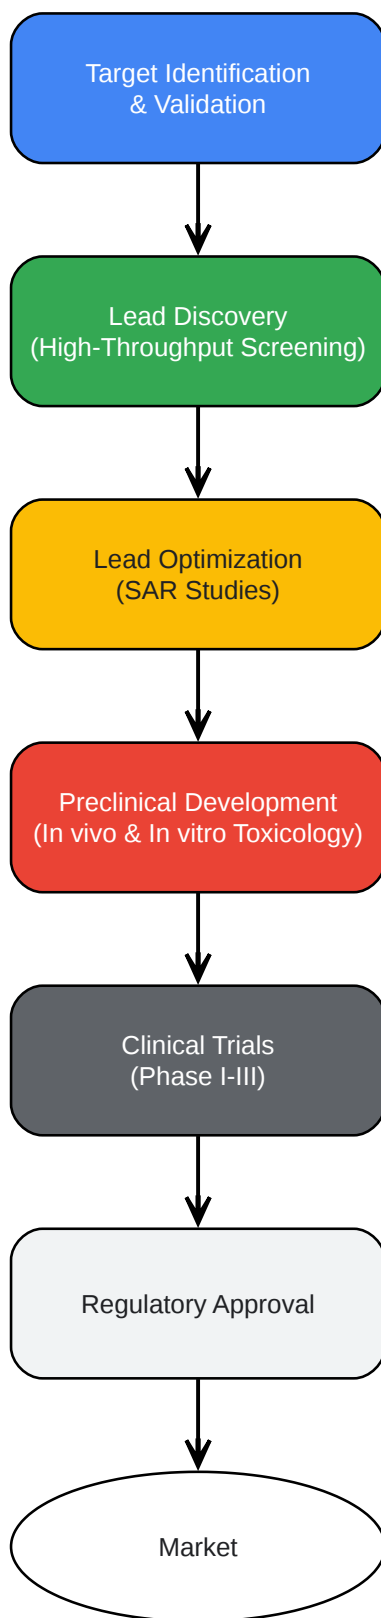 Target Identification
& Validation
Lead Discovery
(High-Throughput Screening)
Lead Optimization
(SAR Studies)
Preclinical Development
(In vivo & In vitro Toxicology)
Clinical Trials
(Phase I-III)
Regulatory Approval
Market